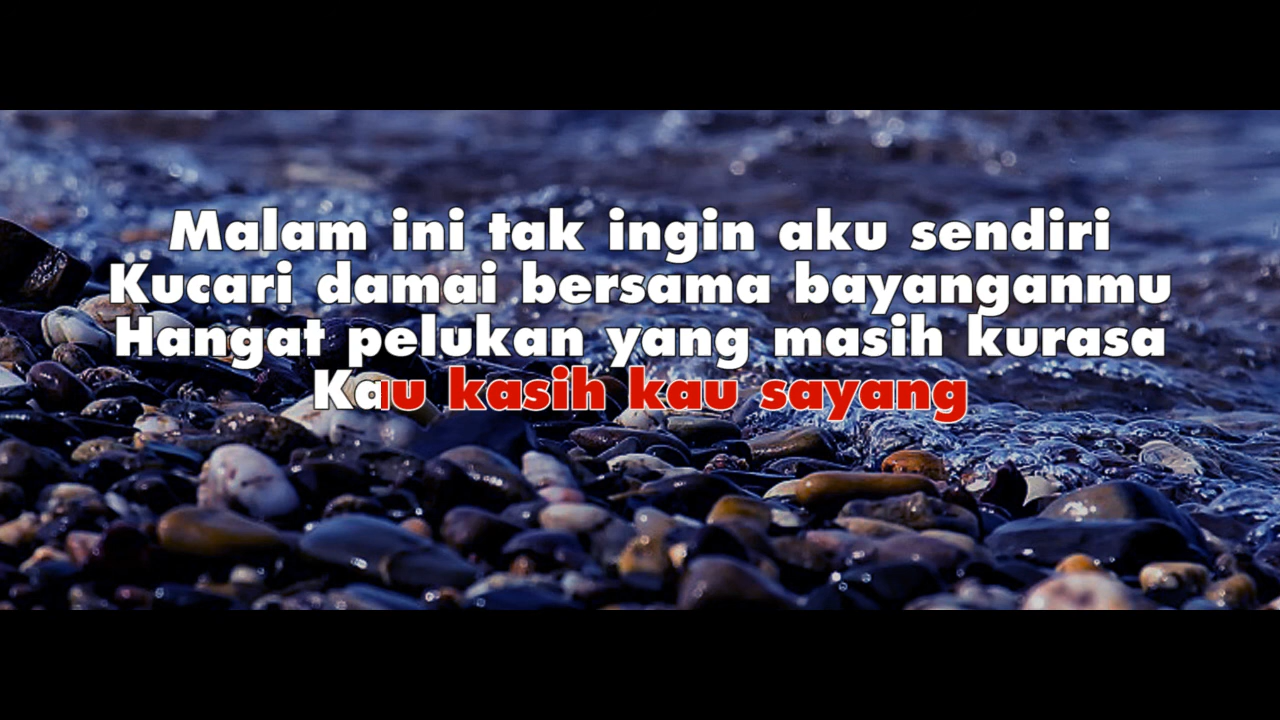 Malam ini tak ingin aku sendiri
Kucari damai bersama bayanganmu
Hangat pelukan yang masih kurasa
Kau kasih kau sayang